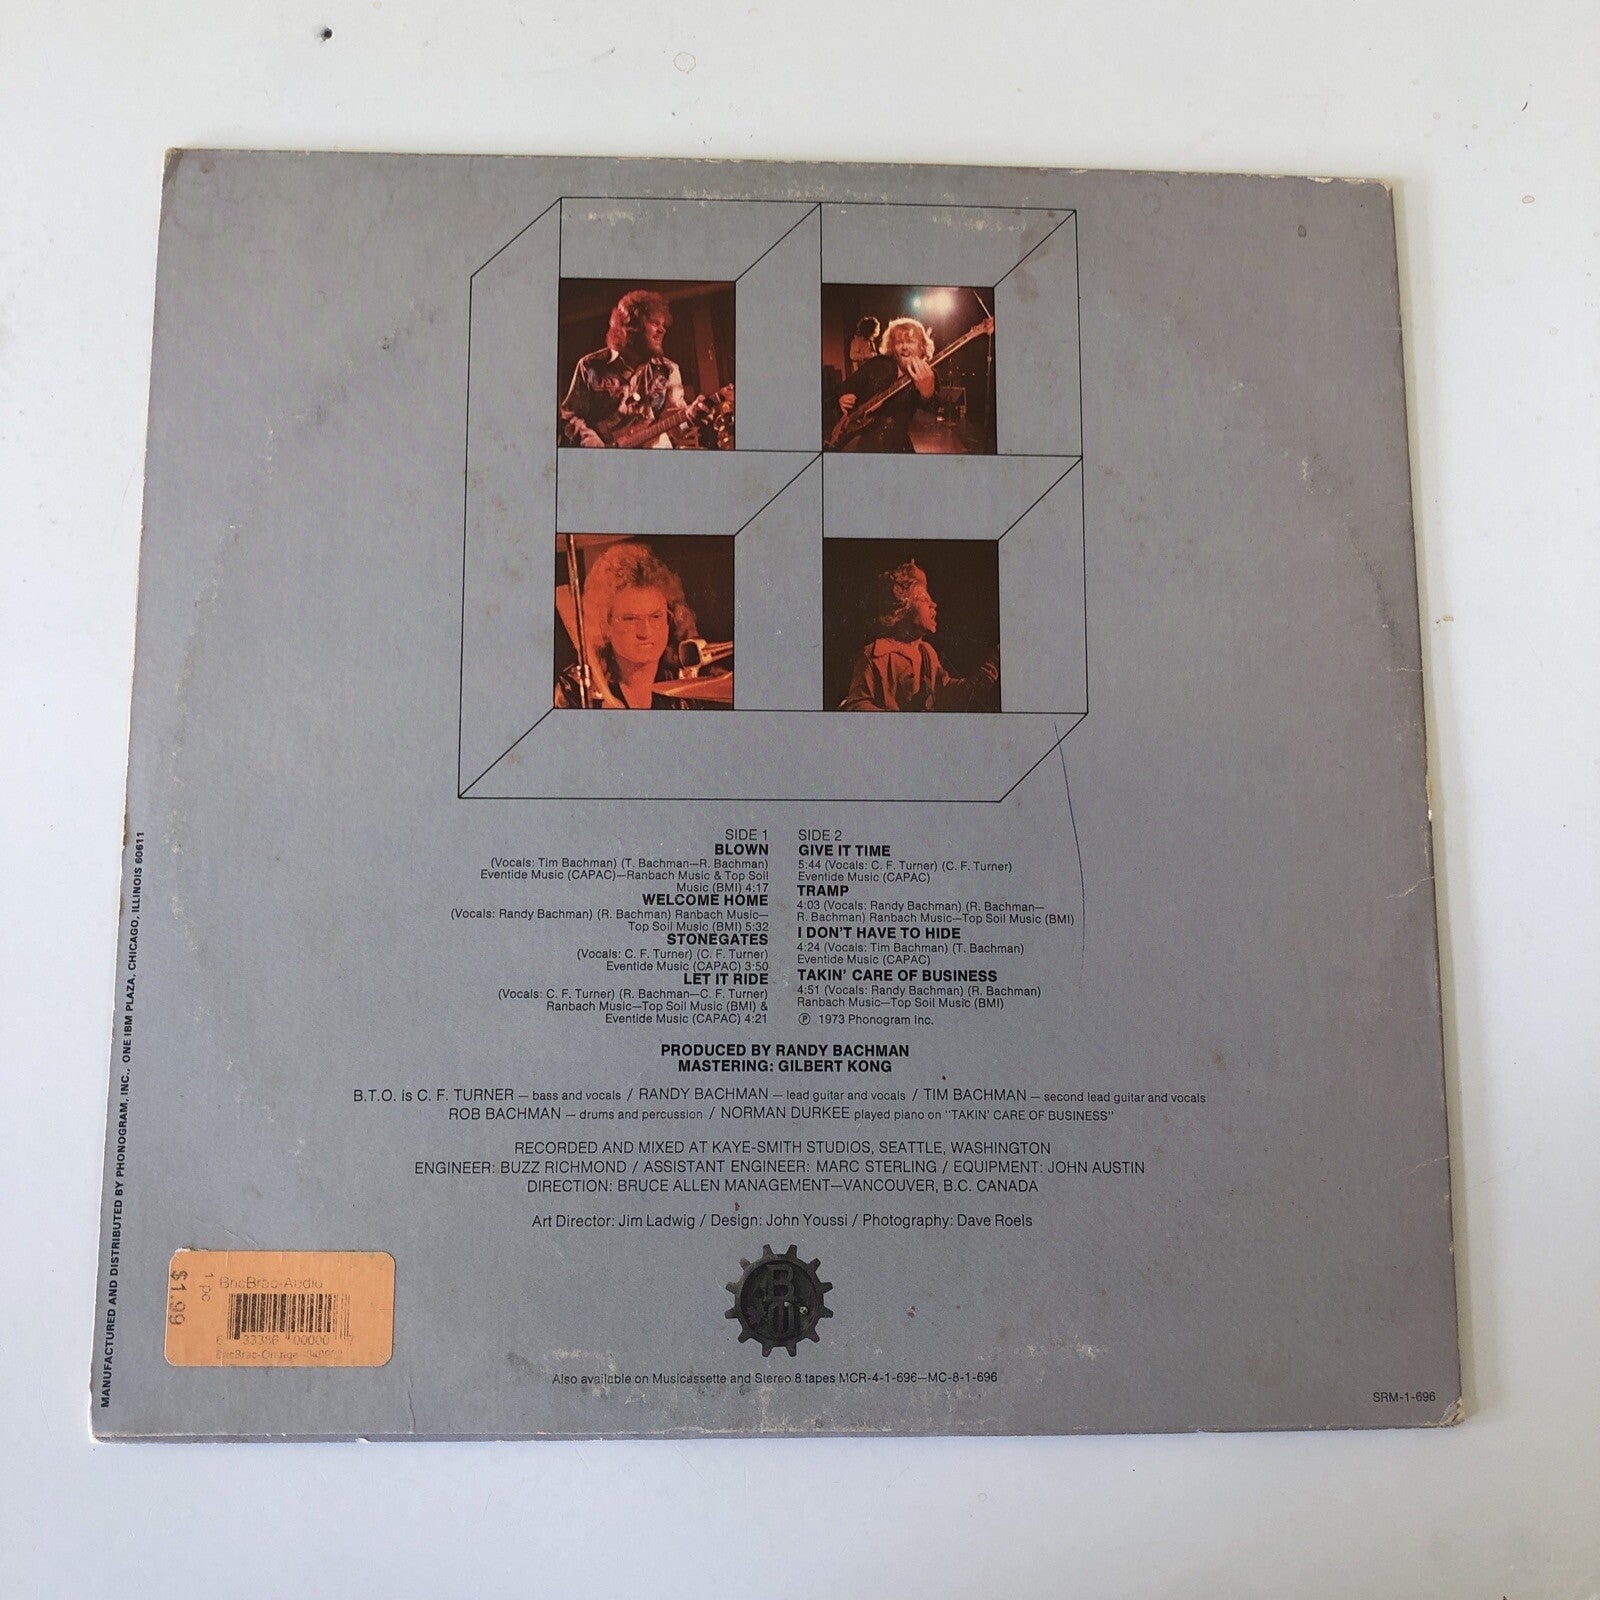 SIDE 1
BLOWN
(Vocals: Tim Bachman) (T. Bachman—R. Bachman)
Eventide Music (CAPAC)—Ranbach Music & Top Soil
Music (BMI) 4:17
WELCOME HOME
(Vocals: Randy Bachman) (R. Bachman) Ranbach Music—
Top Soil Music (BMI) 5:32
STONEGATES
(Vocals: C. F. Turner) (C. F. Turner)
Eventide Music (CAPAC) 3:50
LET IT RIDE
(Vocals: C. F. Turner) (R. Bachman—C. F. Turner)
Ranbach Music—Top Soil Music (BMI) &
Eventide Music (CAPAC) 4:21
SIDE 2
GIVE IT TIME
5:44 (Vocals: C. F. Turner) (C. F. Turner)
Eventide Music (CAPAC)
TRAMP
4:03 (Vocals: Randy Bachman) (R. Bachman—
R. Bachman) Ranbach Music—Top Soil Music (BMI)
I DON'T HAVE TO HIDE
4:24 (Vocals: Tim Bachman) (T. Bachman)
Eventide Music (CAPAC)
TAKIN' CARE OF BUSINESS
4:51 (Vocals: Randy Bachman) (R. Bachman)
Ranbach Music—Top Soil Music (BMI)
℗ 1973 Phonogram Inc.
PRODUCED BY RANDY BACHMAN
MASTERING: GILBERT KONG
B.T.O. is C. F. TURNER — bass and vocals / RANDY BACHMAN — lead guitar and vocals / TIM BACHMAN — second lead guitar and vocals
ROB BACHMAN — drums and percussion / NORMAN DURKEE played piano on "TAKIN' CARE OF BUSINESS"
RECORDED AND MIXED AT KAYE-SMITH STUDIOS, SEATTLE, WASHINGTON
ENGINEER: BUZZ RICHMOND / ASSISTANT ENGINEER: MARC STERLING / EQUIPMENT: JOHN AUSTIN
DIRECTION: BRUCE ALLEN MANAGEMENT—VANCOUVER, B.C. CANADA
Art Director: Jim Ladwig / Design: John Youssi / Photography: Dave Roels
Also available on Musicassette and Stereo 8 tapes MCR-4-1-696—MC-8-1-696
SRM-1-696
MANUFACTURED AND DISTRIBUTED BY PHONOGRAM, INC., ONE IBM PLAZA, CHICAGO, ILLINOIS 60611
$1.99
1 pc
BricBrac-Audio
6 33386 00000 7
BricBrac-Orange